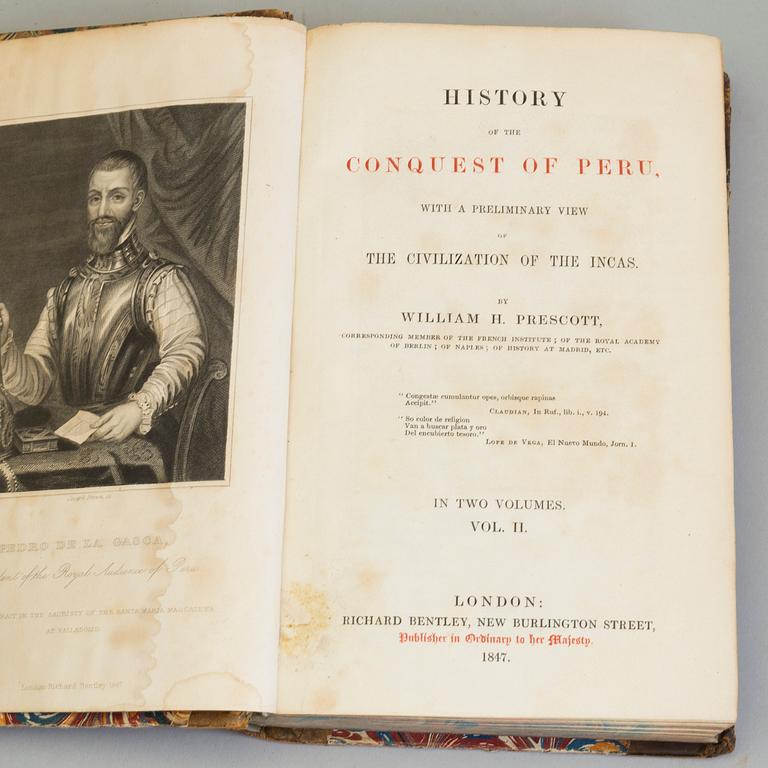 PEDRO DE LA GASCA,
of the Royal Audience of Peru
IN THE SACRISTY OF THE SANTA MARIA MAGDALENA
AT VALLADOLID
London Richard Bentley 1847
HISTORY
OF THE
CONQUEST OF PERU,
WITH A PRELIMINARY VIEW
OF
THE CIVILIZATION OF THE INCAS.
BY
WILLIAM H. PRESCOTT,
CORRESPONDING MEMBER OF THE FRENCH INSTITUTE; OF THE ROYAL ACADEMY
OF BERLIN; OF NAPLES; OF HISTORY AT MADRID, ETC.
"Congestæ cumulantur opes, orbisque rapinas
Accipit."
CLAUDIAN, In Ruf., lib. i., v. 194.
"So color de religion
Van a buscar plata y oro
Del encubierto tesoro."
LOPE DE VEGA, El Nuevo Mundo, Jorn. 1.
IN TWO VOLUMES.
VOL. II.
LONDON:
RICHARD BENTLEY, NEW BURLINGTON STREET,
Publisher in Ordinary to her Majesty.
1847.